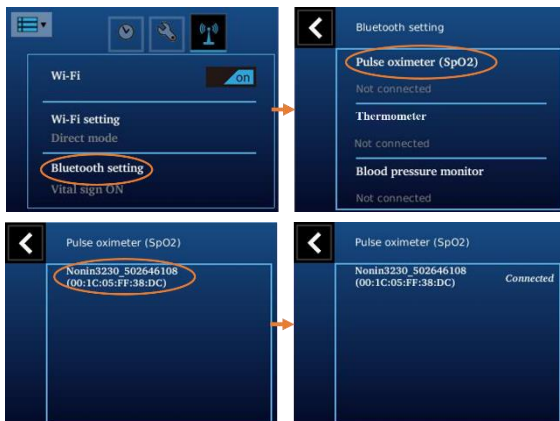 Wi-Fi
on
Wi-Fi setting
Direct mode
Bluetooth setting
Vital sign ON
Bluetooth setting
Pulse oximeter (SpO2)
Not connected
Thermometer
Not connected
Blood pressure monitor
Not connected
Pulse oximeter (SpO2)
Nonin3230_502646108
(00:1C:05:FF:38:DC)
Pulse oximeter (SpO2)
Nonin3230_502646108
(00:1C:05:FF:38:DC) Connected